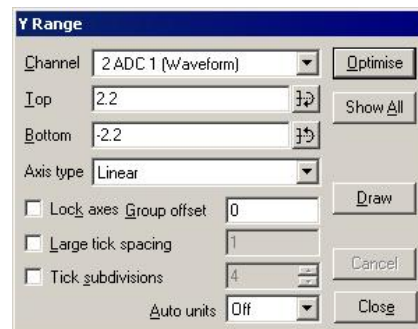 Y Range
Channel 2 ADC 1 (Waveform) Optimise
Top 2.2 Show All
Bottom -2.2
Axis type Linear
Lock axes Group offset 0 Draw
Large tick spacing 1
Tick subdivisions 4 Cancel
Auto units Off Close